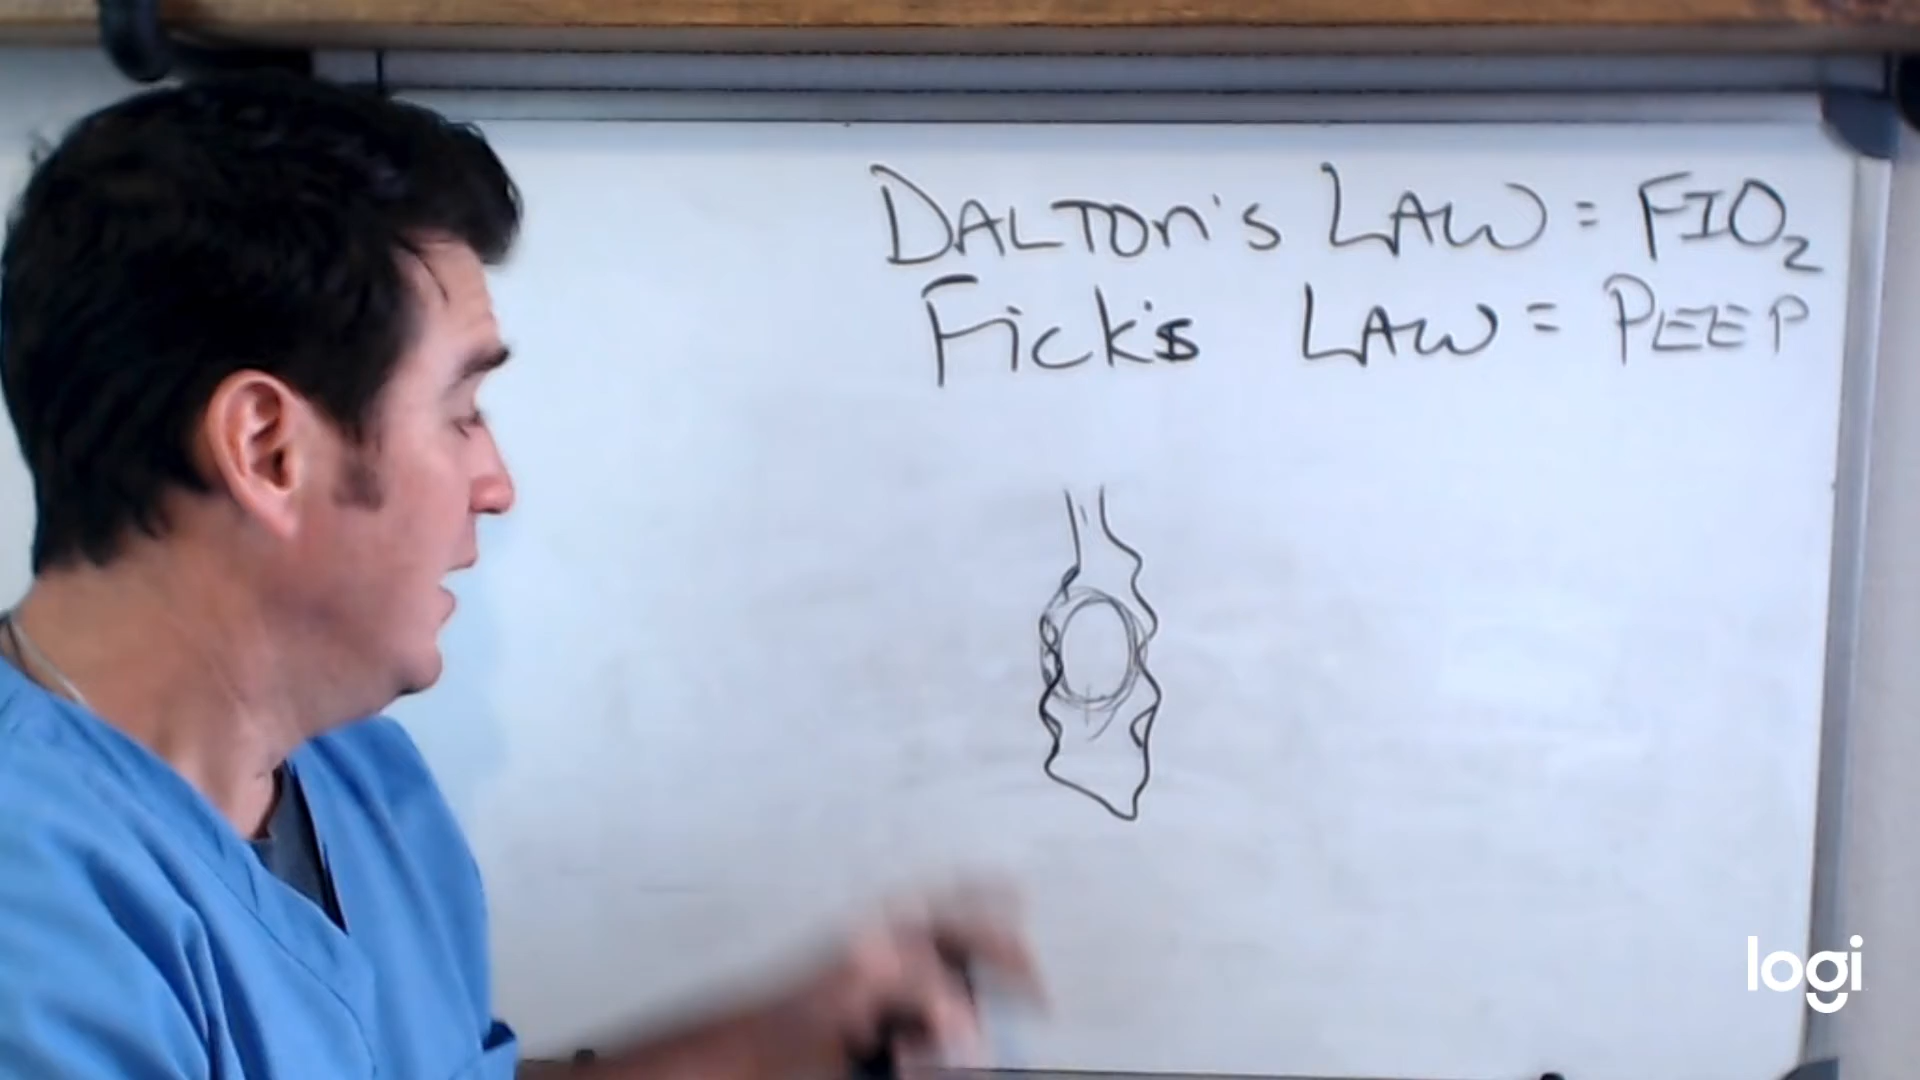 DALTON'S LAW = FIO₂
Fick's LAW = PEEP
logi